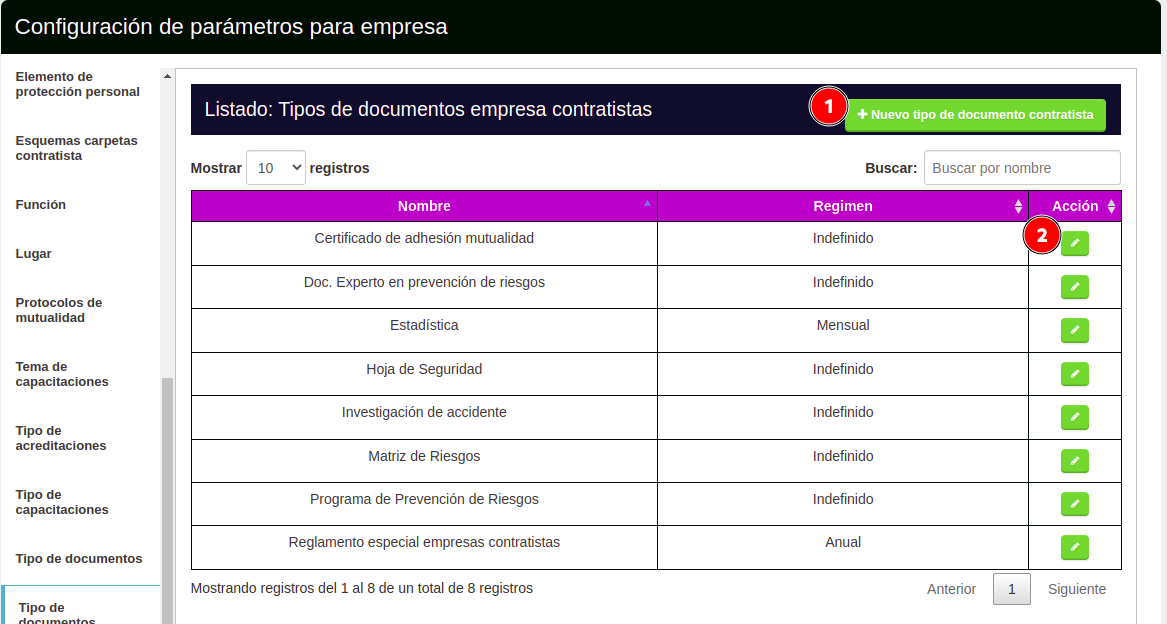 Configuración de parámetros para empresa
Elemento de
protección personal
Esquemas carpetas
contratista
Función
Lugar
Protocolos de
mutualidad
Tema de
capacitaciones
Tipo de
acreditaciones
Tipo de
capacitaciones
Tipo de documentos
Tipo de
documentos
Listado: Tipos de documentos empresa contratistas
1
Nuevo tipo de documento contratista
Mostrar 10 registros
Buscar: Buscar por nombre
Nombre Regimen Acción
2
Certificado de adhesión mutualidad Indefinido
Doc. Experto en prevención de riesgos Indefinido
Estadística Mensual
Hoja de Seguridad Indefinido
Investigación de accidente Indefinido
Matriz de Riesgos Indefinido
Programa de Prevención de Riesgos Indefinido
Reglamento especial empresas contratistas Anual
Mostrando registros del 1 al 8 de un total de 8 registros
Anterior 1 Siguiente